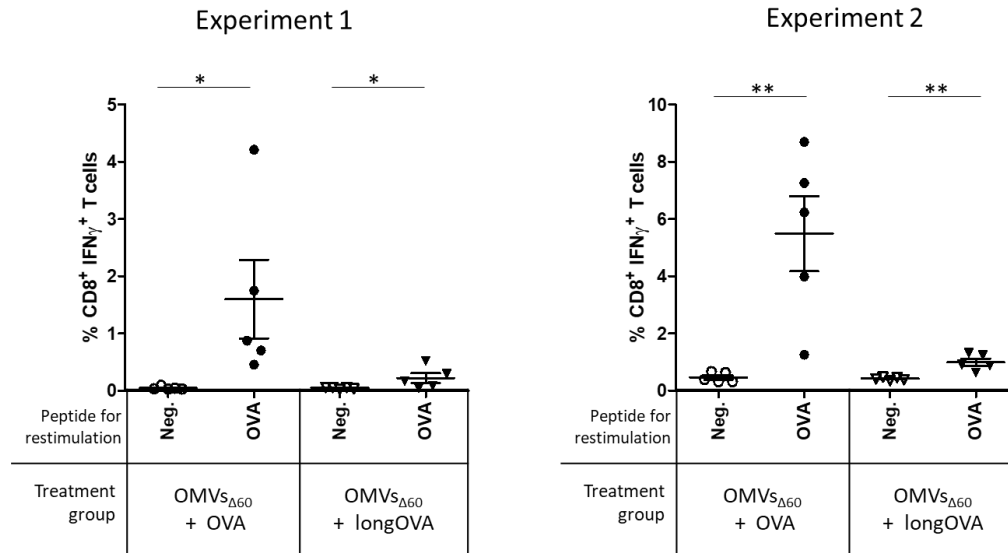 Experiment 1
*
*
% CD8+ IFNγ+ T cells
5
4
3
2
1
0
Neg.
OVA
Neg.
OVA
Peptide for
restimulation
Treatment
group
OMVsΔ60
+ OVA
OMVsΔ60
+ longOVA
Experiment 2
**
**
% CD8+ IFNγ+ T cells
10
8
6
4
2
0
Neg.
OVA
Neg.
OVA
Peptide for
restimulation
Treatment
group
OMVsΔ60
+ OVA
OMVsΔ60
+ longOVA